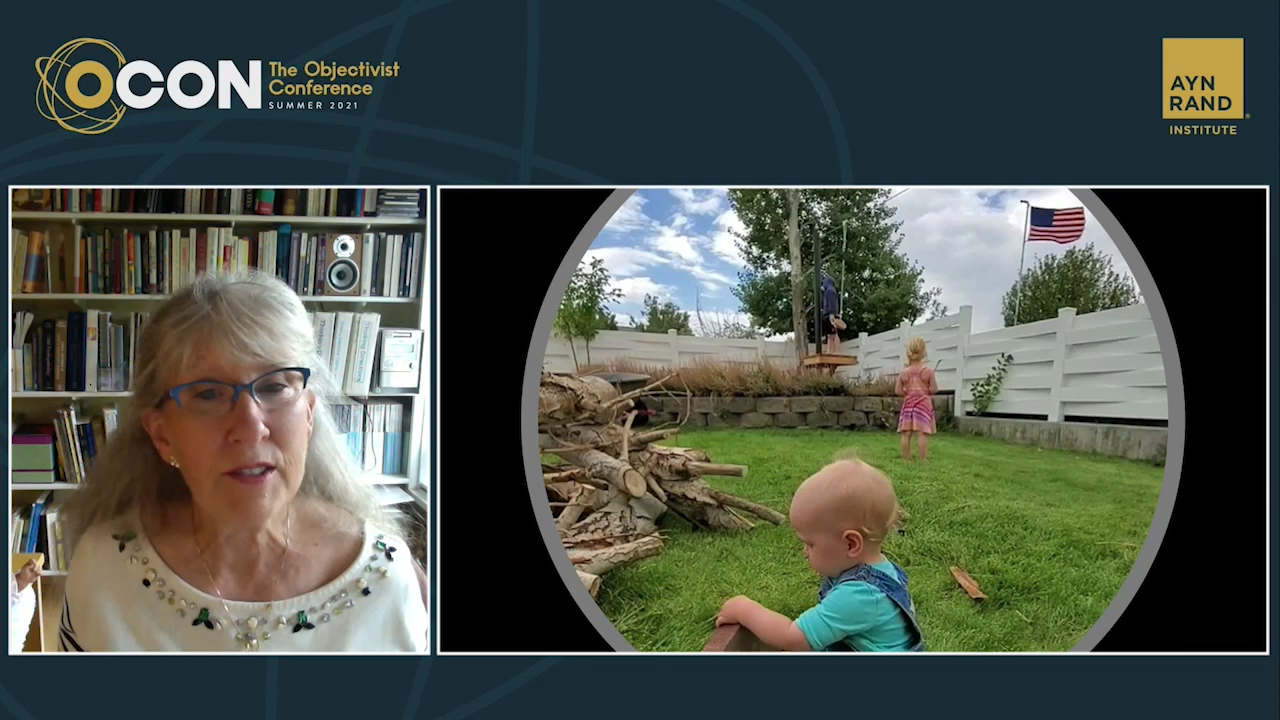 OCON
The Objectivist
Conference
SUMMER 2021
AYN
RAND
INSTITUTE